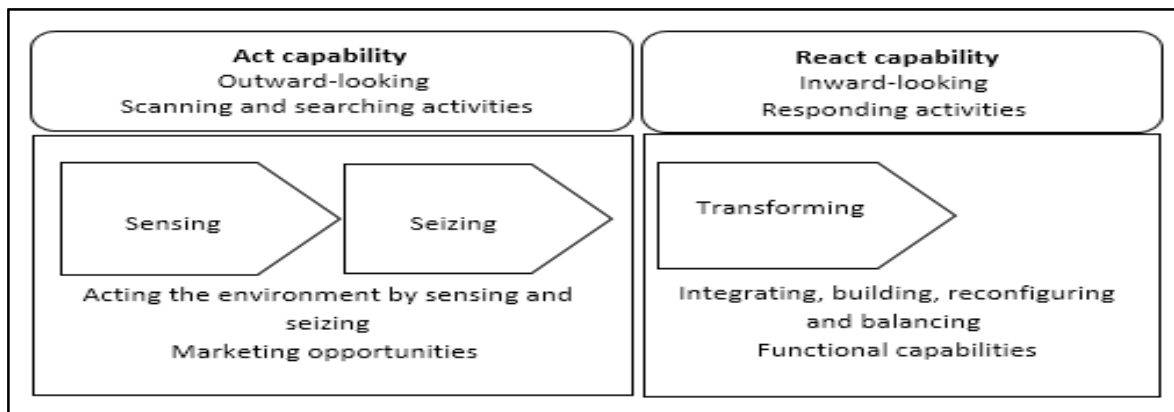 Act capability
Outward-looking
Scanning and searching activities
Sensing
Seizing
Acting the environment by sensing and
seizing
Marketing opportunities
React capability
Inward-looking
Responding activities
Transforming
Integrating, building, reconfiguring
and balancing
Functional capabilities